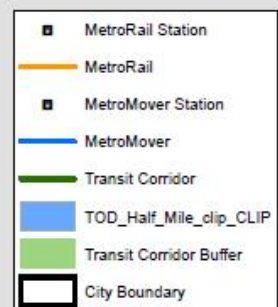 MetroRail Station
MetroRail
MetroMover Station
MetroMover
Transit Corridor
TOD_Half_Mile_clip_CLIP
Transit Corridor Buffer
City Boundary